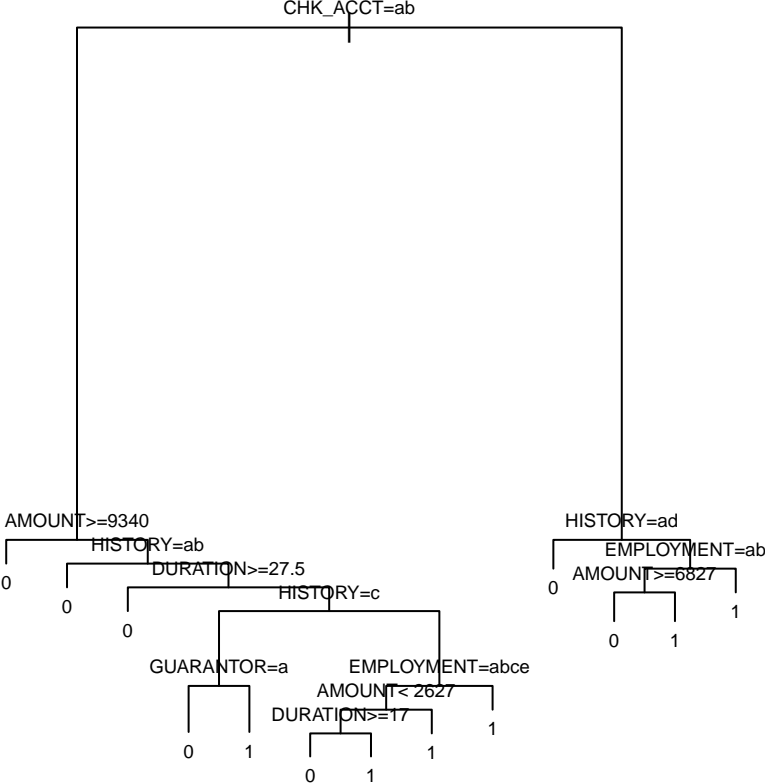 CHK_ACCT=ab
AMOUNT>=9340
HISTORY=ab
DURATION>=27.5
HISTORY=c
GUARANTOR=a
EMPLOYMENT=abce
AMOUNT< 2627
DURATION>=17
HISTORY=ad
EMPLOYMENT=ab
AMOUNT>=6827
0
0
0
0
1
0
1
1
1
0
0
1
1